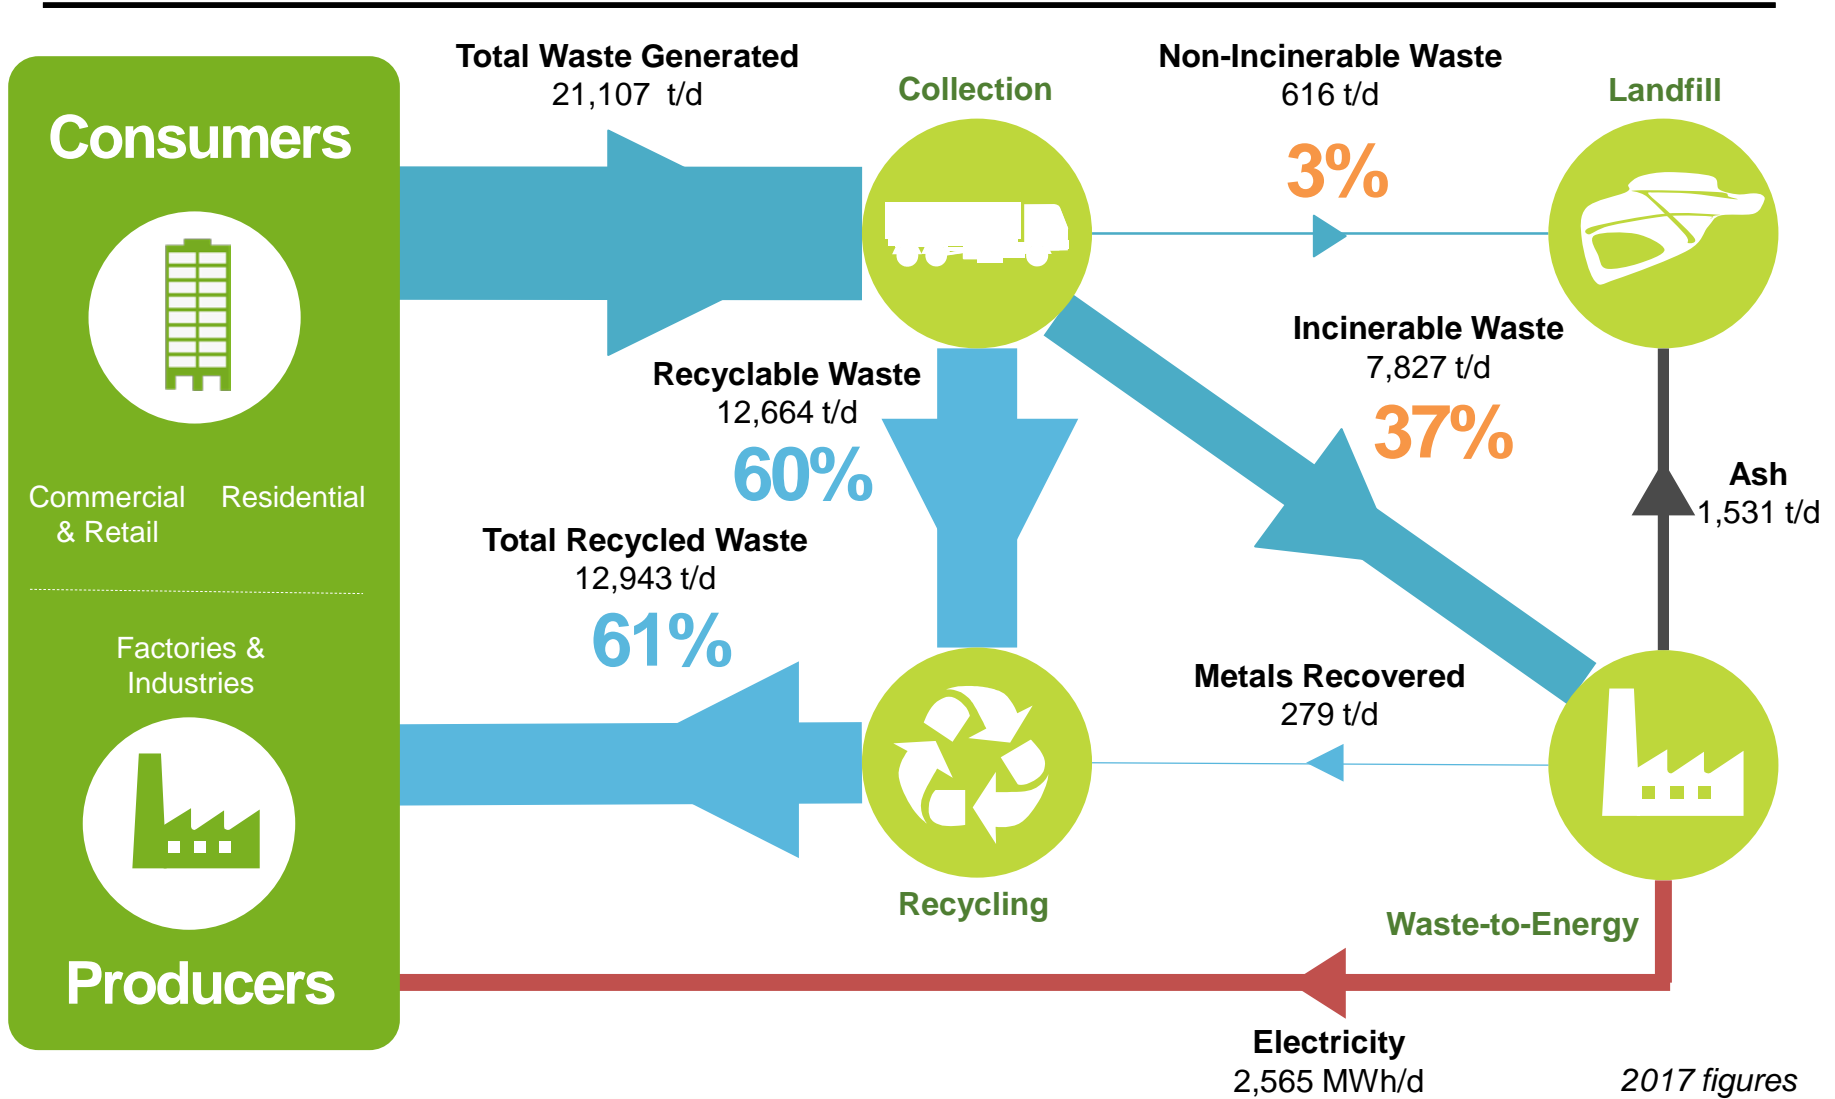 Consumers
Commercial
& Retail
Residential
Factories &
Industries
Producers
Total Waste Generated
21,107 t/d
Collection
Non-Incinerable Waste
616 t/d
3%
Landfill
Recyclable Waste
12,664 t/d
60%
Incinerable Waste
7,827 t/d
37%
Ash
1,531 t/d
Total Recycled Waste
12,943 t/d
61%
Metals Recovered
279 t/d
Recycling
Waste-to-Energy
Electricity
2,565 MWh/d
2017 figures